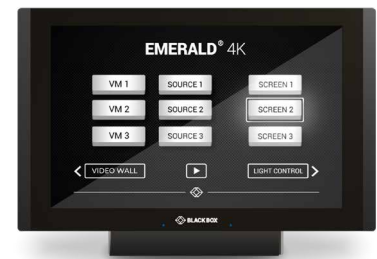 EMERALD® 4K
VM 1 SOURCE 1 SCREEN 1
VM 2 SOURCE 2 SCREEN 2
VM 3 SOURCE 3 SCREEN 3
VIDEO WALL LIGHT CONTROL
BLACK BOX